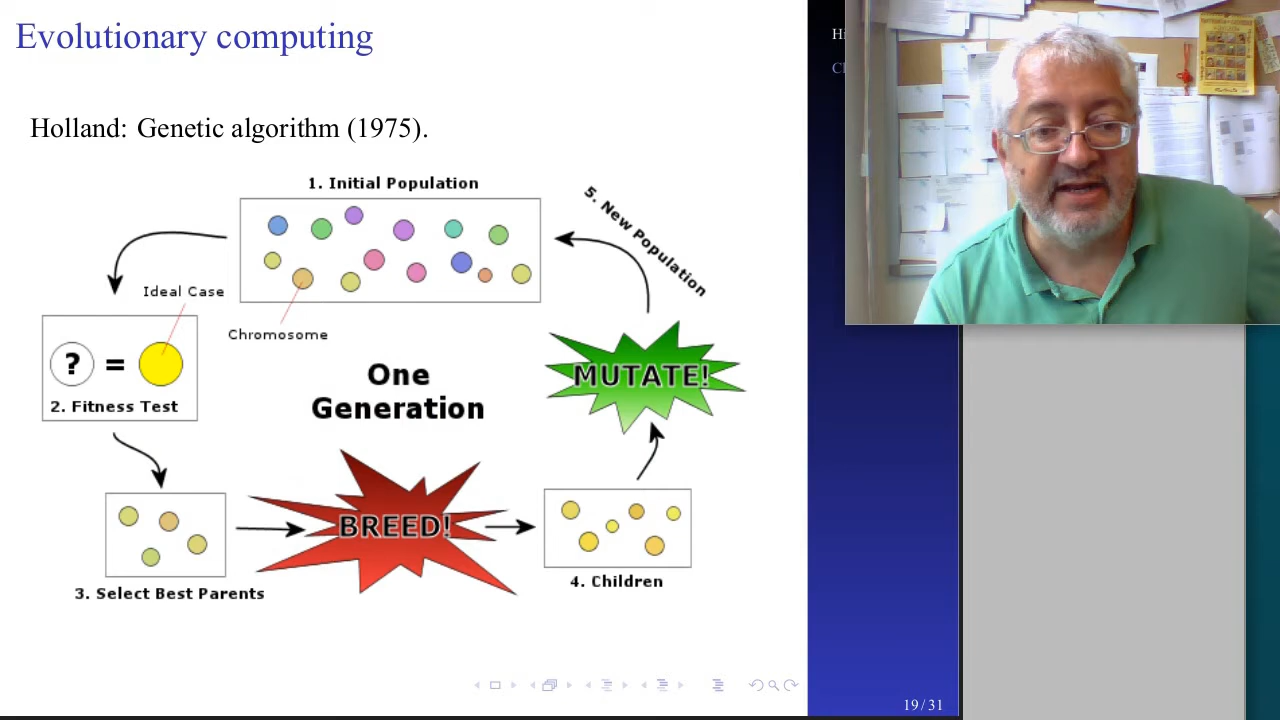 Evolutionary computing
Holland: Genetic algorithm (1975).
1. Initial Population
5. New Population
Ideal Case
Chromosome
? =
2. Fitness Test
One
Generation
MUTATE!
BREED!
3. Select Best Parents
4. Children
19/31